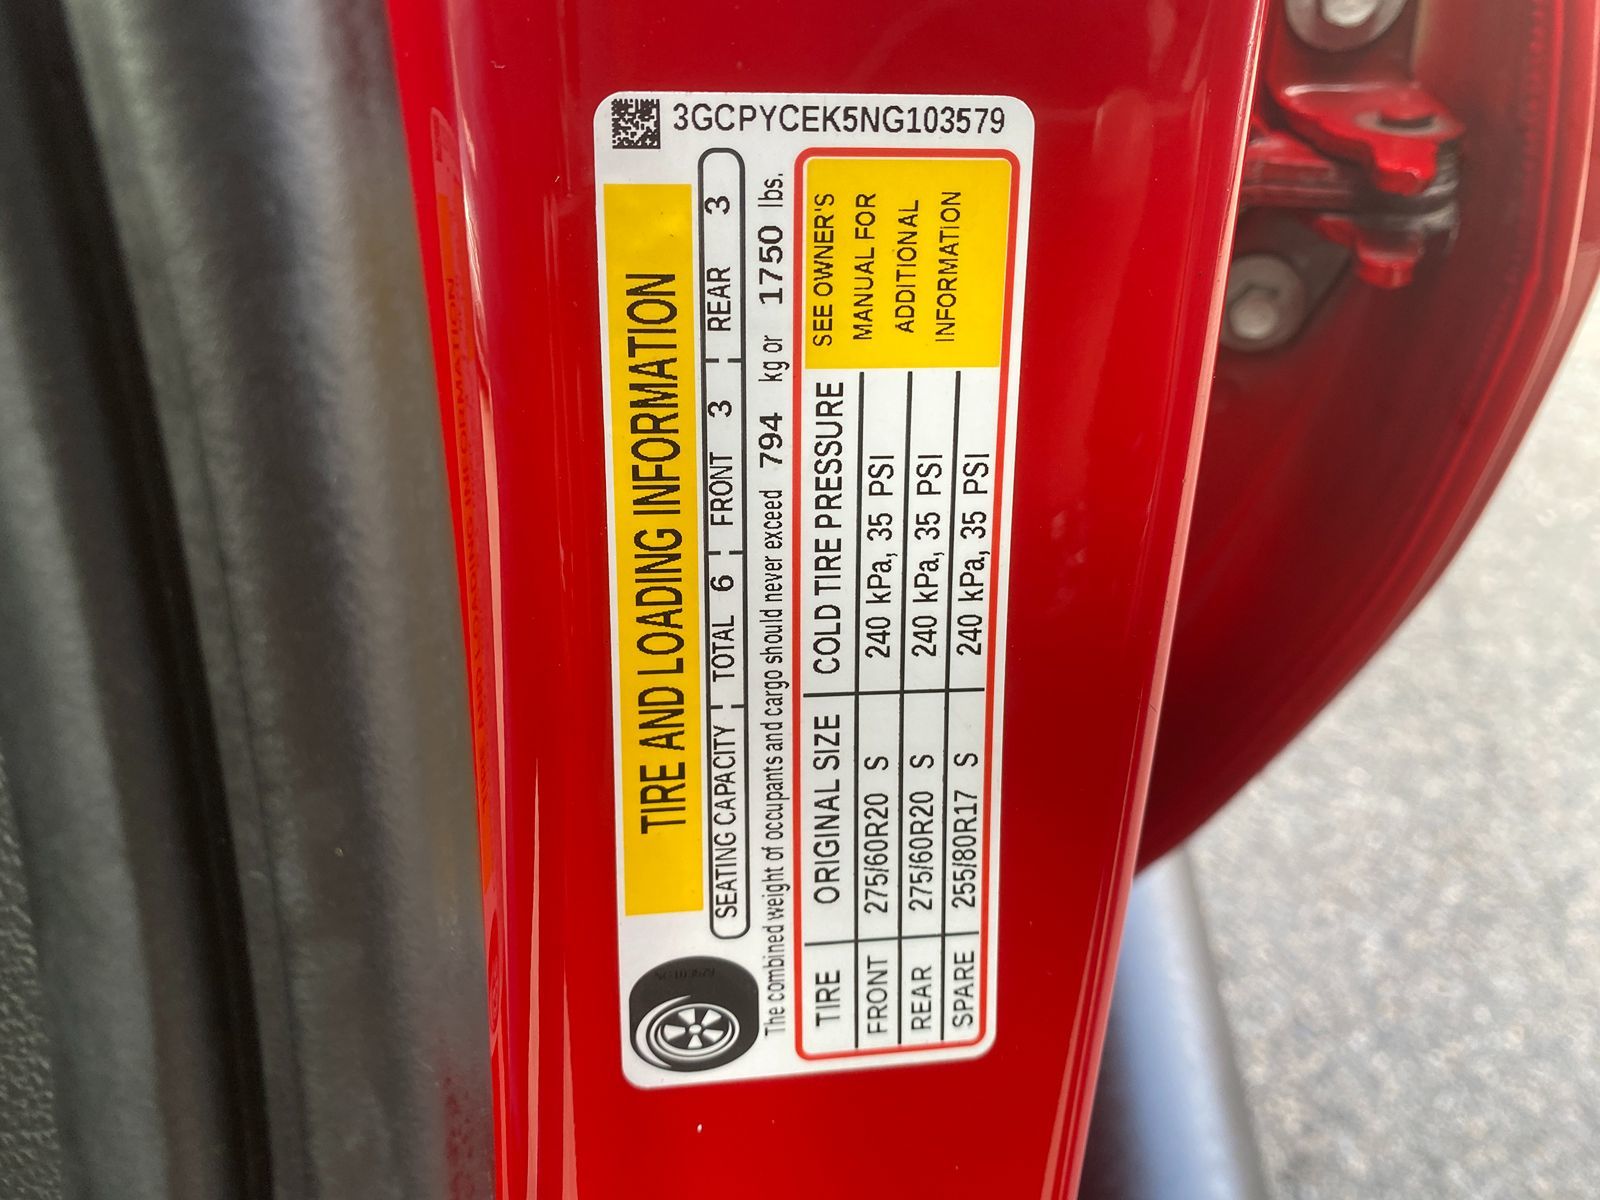 3GCPYCEK5NG103579
TIRE AND LOADING INFORMATION
SEATING CAPACITY TOTAL 6 FRONT 3 REAR 3
The combined weight of occupants and cargo should never exceed 794 kg or 1750 lbs.
TIRE ORIGINAL SIZE COLD TIRE PRESSURE
FRONT 275/60R20 S 240 kPa, 35 PSI
REAR 275/60R20 S 240 kPa, 35 PSI
SPARE 255/80R17 S 240 kPa, 35 PSI
SEE OWNER'S
MANUAL FOR
ADDITIONAL
INFORMATION